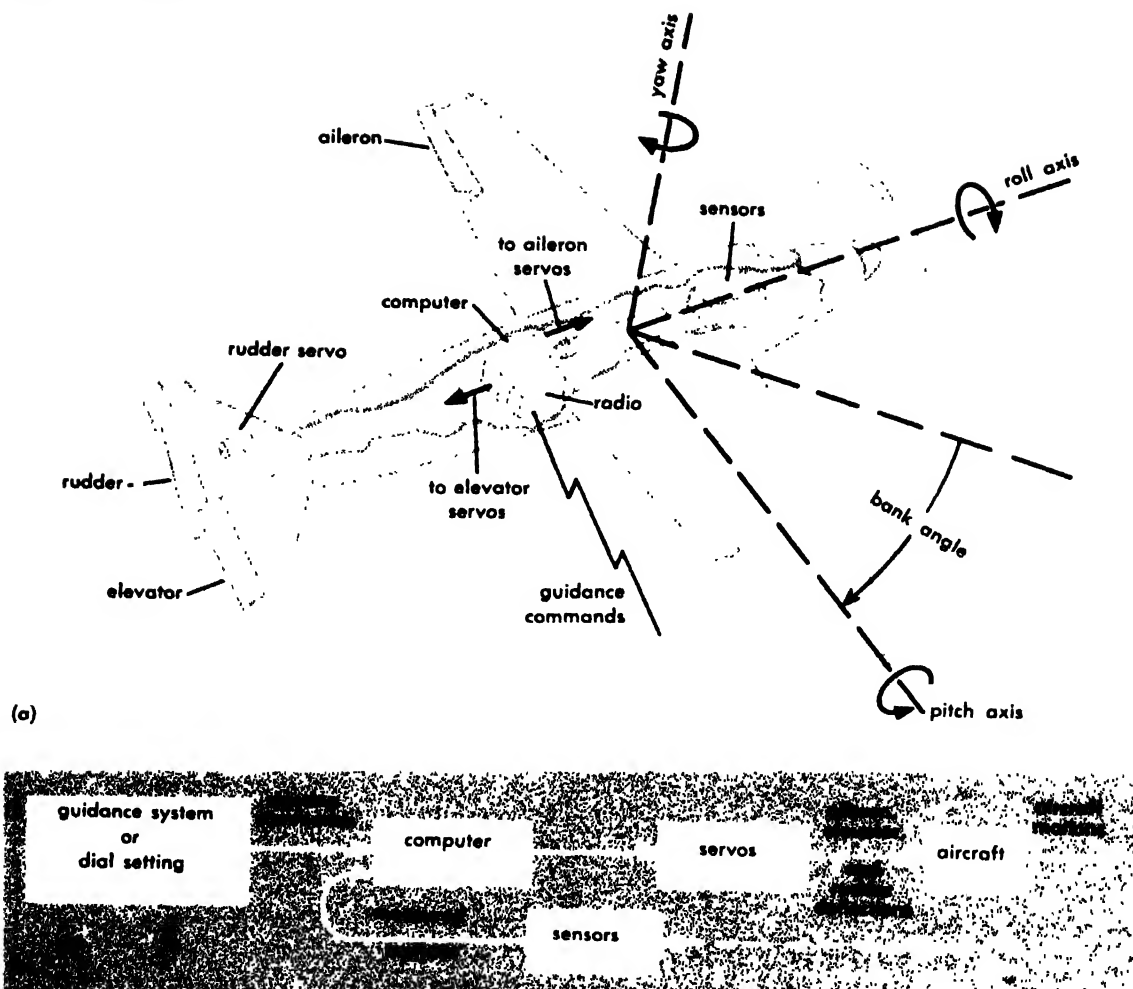 yaw axis
aileron
roll axis
sensors
to aileron
servos
computer
rudder servo
radio
rudder
to elevator
servos
bank angle
elevator
guidance
commands
(a)
pitch axis
guidance system
or
dial setting
computer
servos
aircraft
sensors